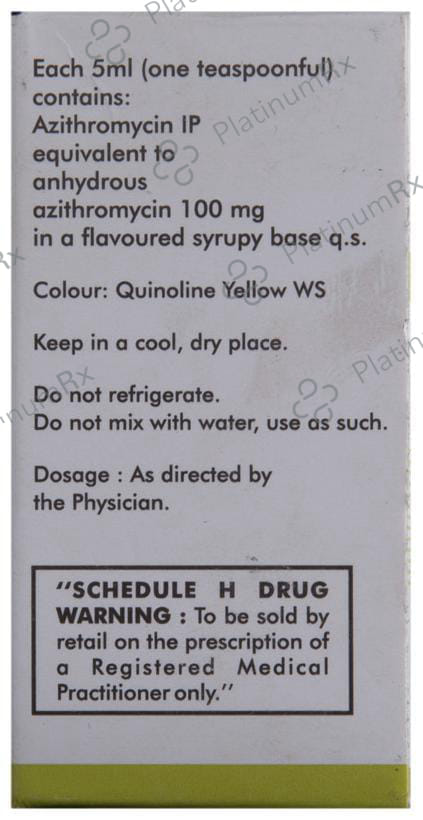 Each 5ml (one teaspoonful)
contains:
Azithromycin IP
equivalent to
anhydrous
azithromycin 100 mg
in a flavoured syrupy base q.s.
Colour: Quinoline Yellow WS
Keep in a cool, dry place.
Do not refrigerate.
Do not mix with water, use as such.
Dosage : As directed by
the Physician.
"SCHEDULE H DRUG
WARNING : To be sold by
retail on the prescription of
a Registered Medical
Practitioner only."
PlatinumRx
PlatinumRx